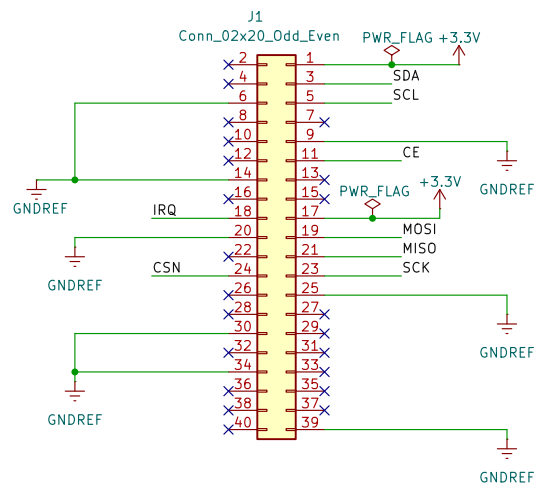 J1
Conn_02x20_Odd_Even
PWR_FLAG +3.3V
2 1
4 3 SDA
6 5 SCL
8 7
10 9
12 11 CE
14 13
GNDREF
PWR_FLAG +3.3V
GNDREF
16 15
IRQ 18 17
20 19 MOSI
22 21 MISO
CSN 24 23 SCK
GNDREF
26 25
28 27
30 29
32 31
GNDREF
34 33
36 35
38 37
GNDREF
40 39
GNDREF